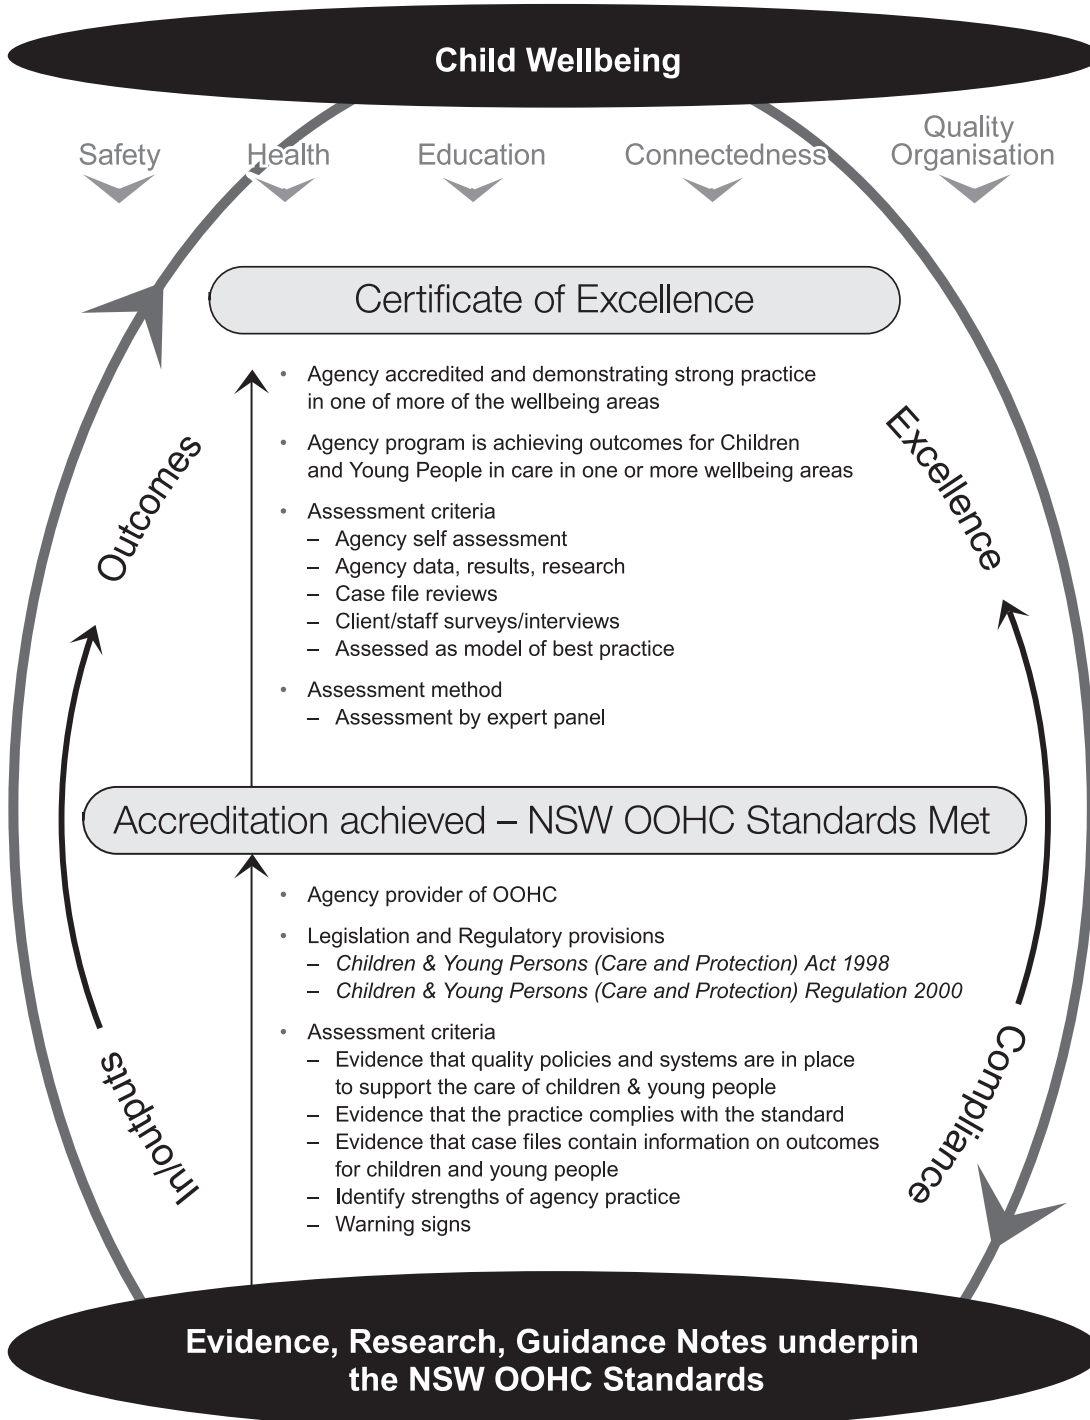 Child Wellbeing
Safety
Health
Education
Connectedness
Quality
Organisation
Certificate of Excellence
• Agency accredited and demonstrating strong practice
in one of more of the wellbeing areas
• Agency program is achieving outcomes for Children
and Young People in care in one or more wellbeing areas
• Assessment criteria
– Agency self assessment
– Agency data, results, research
– Case file reviews
– Client/staff surveys/interviews
– Assessed as model of best practice
• Assessment method
– Assessment by expert panel
Outcomes
Excellence
Accreditation achieved – NSW OOHC Standards Met
• Agency provider of OOHC
• Legislation and Regulatory provisions
– Children & Young Persons (Care and Protection) Act 1998
– Children & Young Persons (Care and Protection) Regulation 2000
• Assessment criteria
– Evidence that quality policies and systems are in place
to support the care of children & young people
– Evidence that the practice complies with the standard
– Evidence that case files contain information on outcomes
for children and young people
– Identify strengths of agency practice
– Warning signs
In/outputs
Compliance
Evidence, Research, Guidance Notes underpin
the NSW OOHC Standards